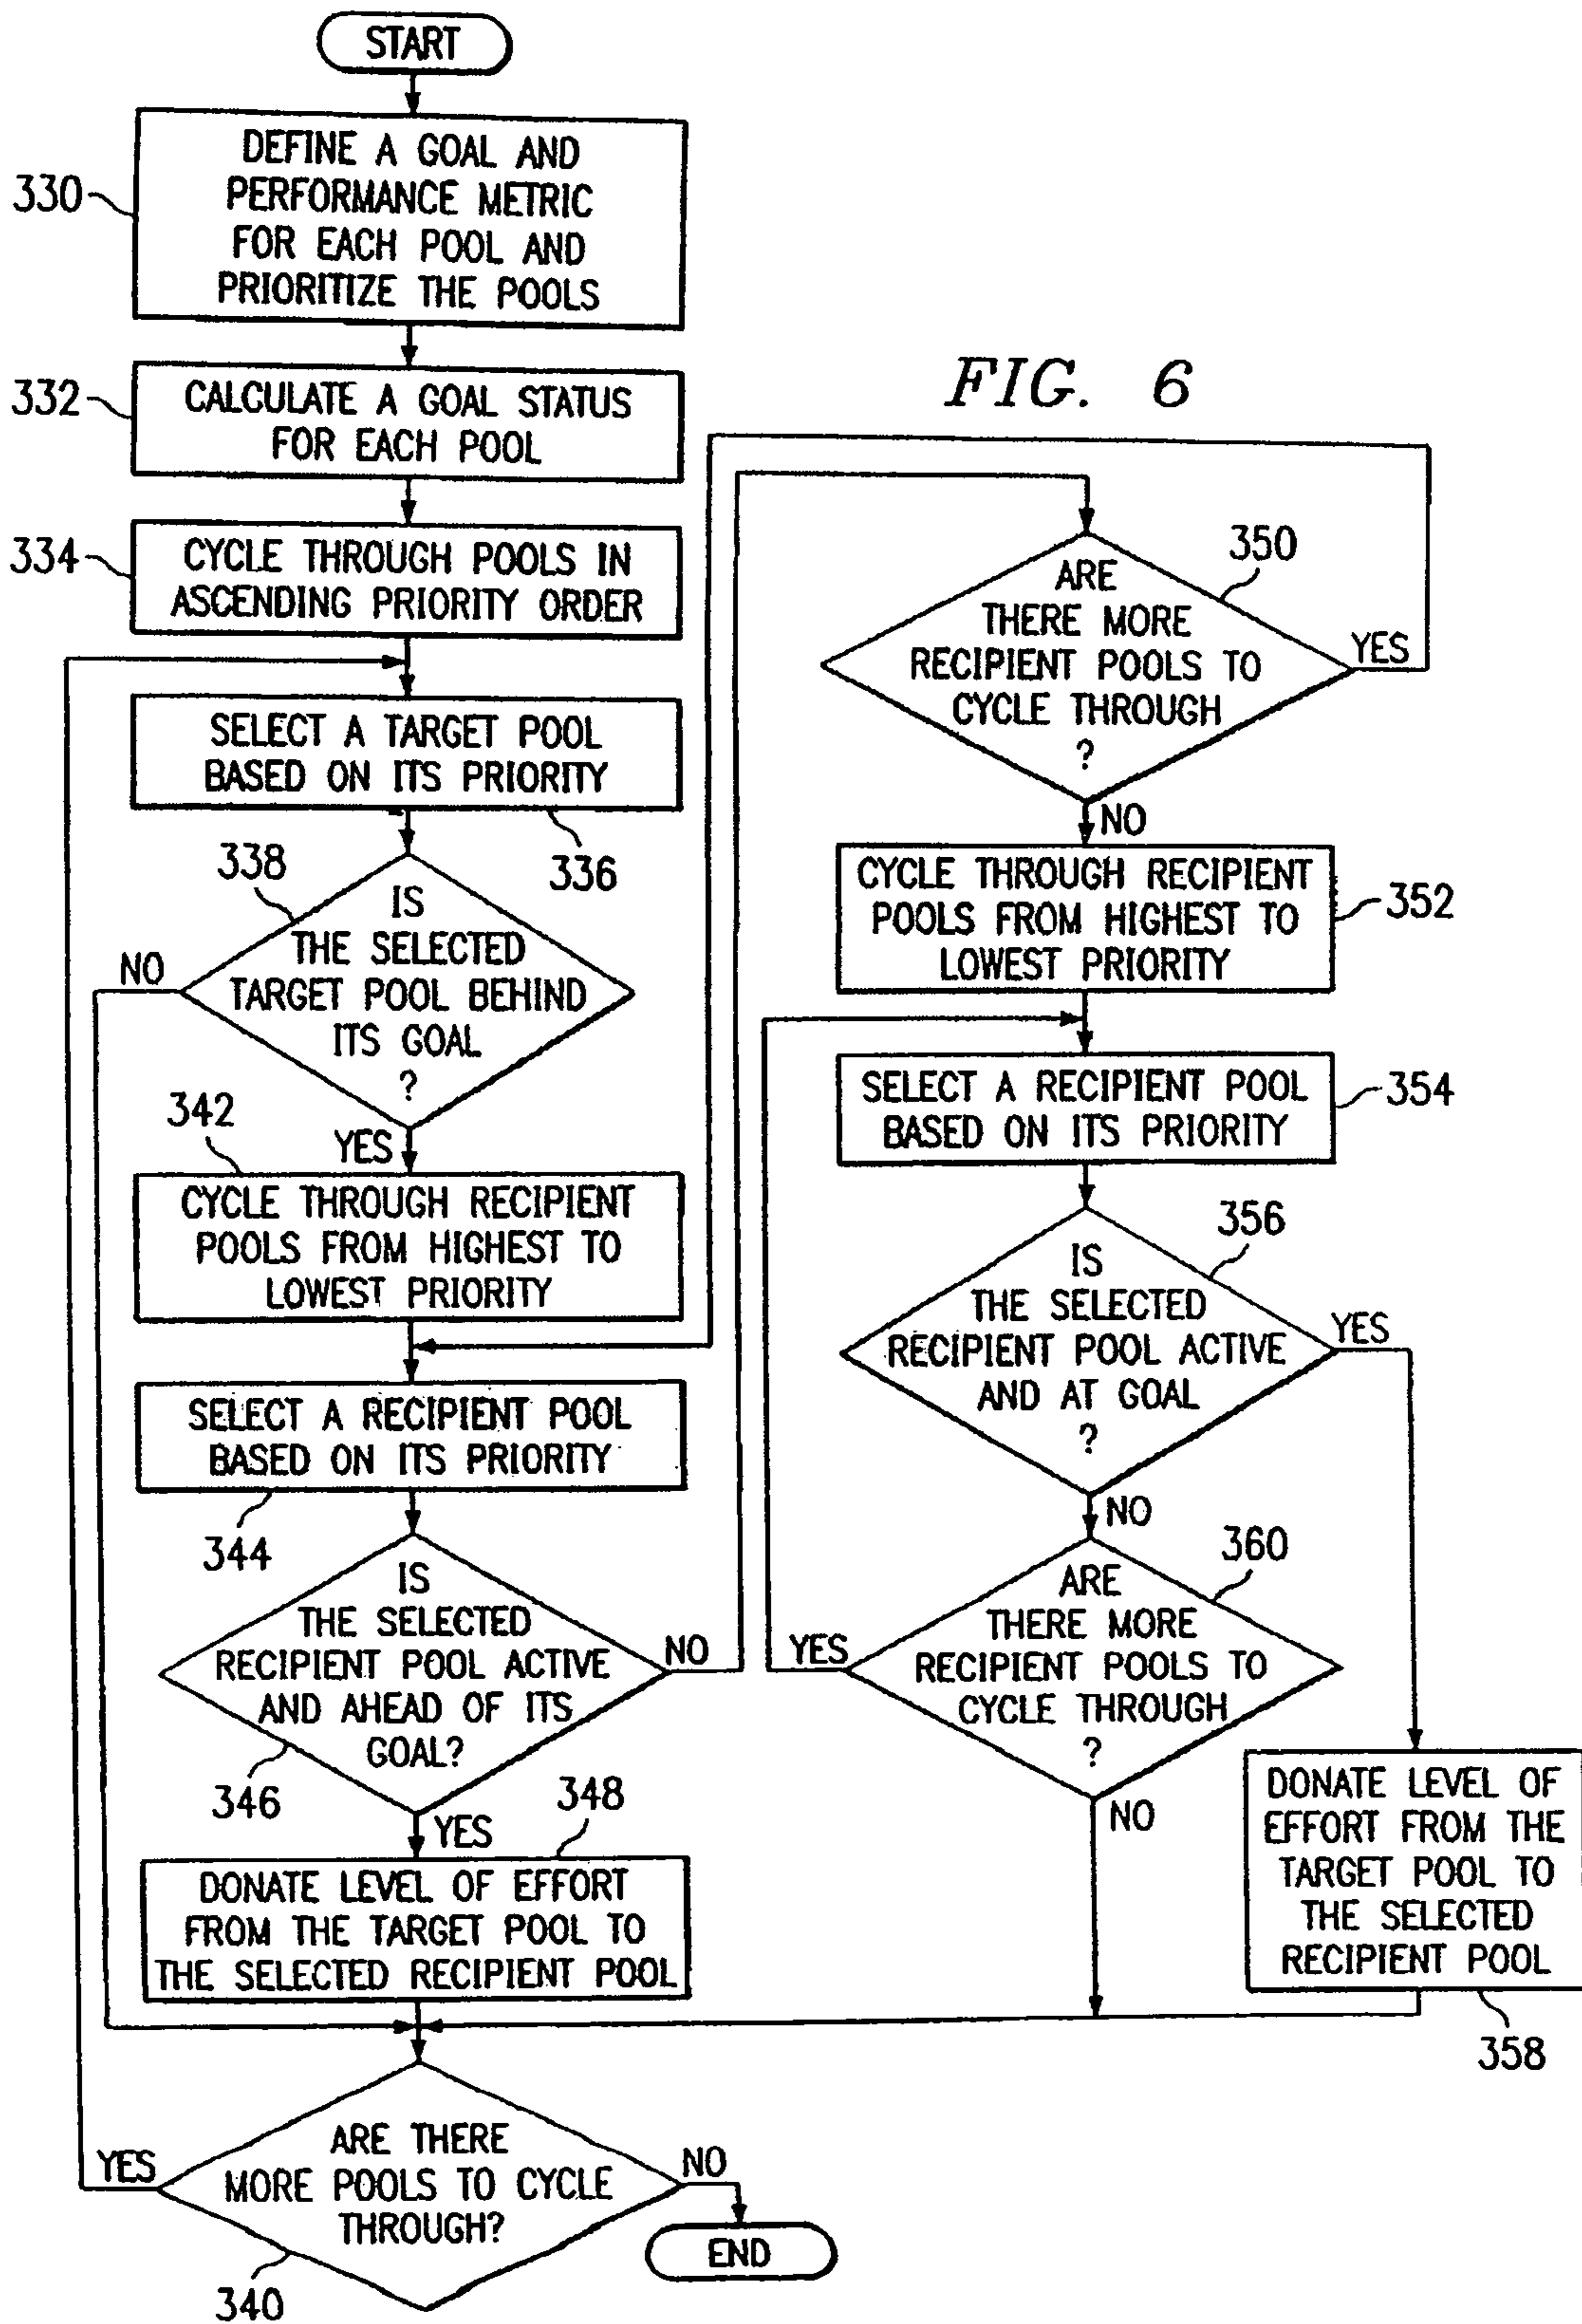 START
330
DEFINE A GOAL AND
PERFORMANCE METRIC
FOR EACH POOL AND
PRIORITIZE THE POOLS
332
CALCULATE A GOAL STATUS
FOR EACH POOL
334
CYCLE THROUGH POOLS IN
ASCENDING PRIORITY ORDER
SELECT A TARGET POOL
BASED ON ITS PRIORITY
336
338
IS
THE SELECTED
TARGET POOL BEHIND
ITS GOAL
?
NO
YES
342
CYCLE THROUGH RECIPIENT
POOLS FROM HIGHEST TO
LOWEST PRIORITY
SELECT A RECIPIENT POOL
BASED ON ITS PRIORITY
344
IS
THE SELECTED
RECIPIENT POOL ACTIVE
AND AHEAD OF ITS
GOAL?
NO
346
YES
348
DONATE LEVEL OF EFFORT
FROM THE TARGET POOL TO
THE SELECTED RECIPIENT POOL
ARE THERE
MORE POOLS TO CYCLE
THROUGH?
YES
NO
340
END
FIG. 6
350
ARE
THERE MORE
RECIPIENT POOLS TO
CYCLE THROUGH
?
YES
NO
CYCLE THROUGH RECIPIENT
POOLS FROM HIGHEST TO
LOWEST PRIORITY
352
SELECT A RECIPIENT POOL
BASED ON ITS PRIORITY
354
356
IS
THE SELECTED
RECIPIENT POOL ACTIVE
AND AT GOAL
?
YES
NO
360
ARE
THERE MORE
RECIPIENT POOLS TO
CYCLE THROUGH
?
YES
NO
DONATE LEVEL OF
EFFORT FROM THE
TARGET POOL TO
THE SELECTED
RECIPIENT POOL
358